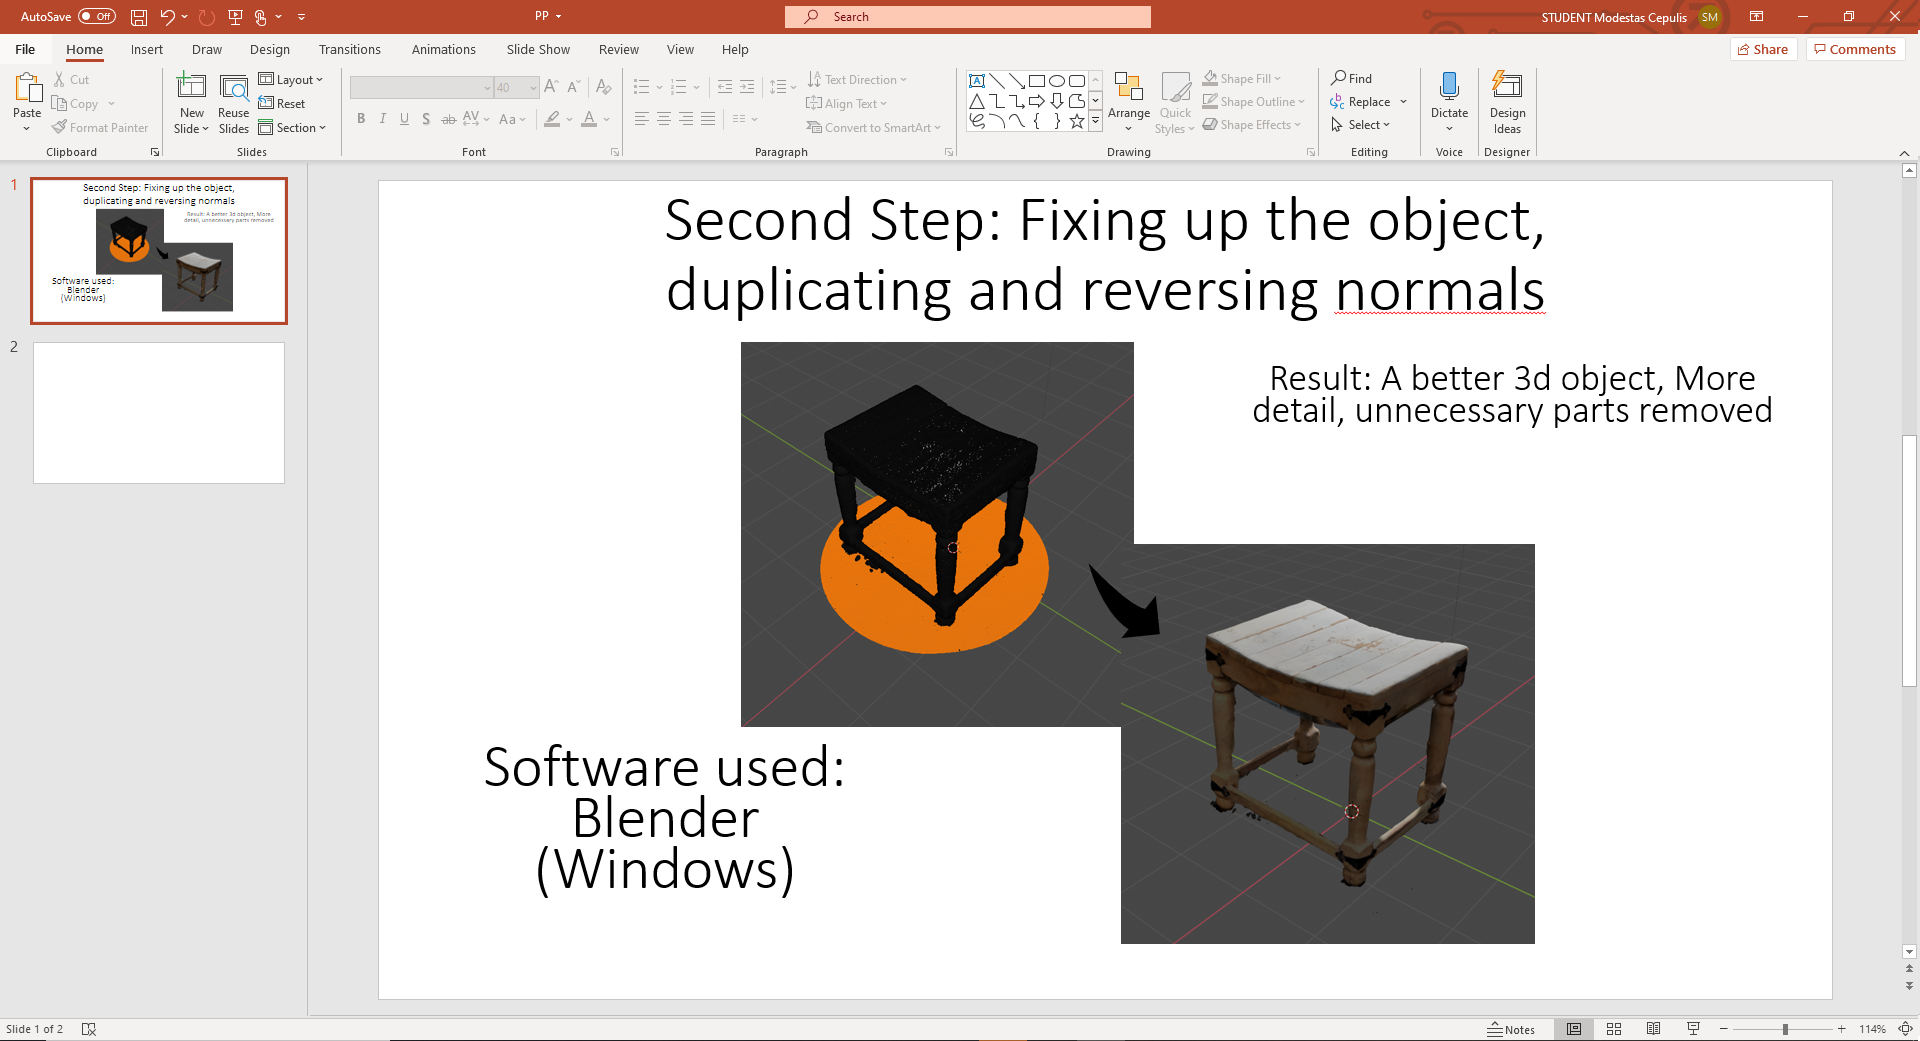 AutoSave Off PP Search STUDENT Modestas Cepulis SM
File Home Insert Draw Design Transitions Animations Slide Show Review View Help Share Comments
Paste Cut Copy Format Painter Clipboard
New Slide Reuse Slides Layout Reset Section Slides
40 A A A B I U S ab AV Aa A Font
Text Direction Align Text Convert to SmartArt Paragraph
A Arrange Quick Styles Shape Fill Shape Outline Shape Effects Drawing
Find Replace Select Editing
Dictate Voice
Design Ideas Designer
1
Second Step: Fixing up the object,
duplicating and reversing normals
Result: A better 3d object, More
detail, unnecessary parts removed
Software used:
Blender
(Windows)
2
Second Step: Fixing up the object,
duplicating and reversing normals
Result: A better 3d object, More
detail, unnecessary parts removed
Software used:
Blender
(Windows)
Slide 1 of 2 Notes 114%